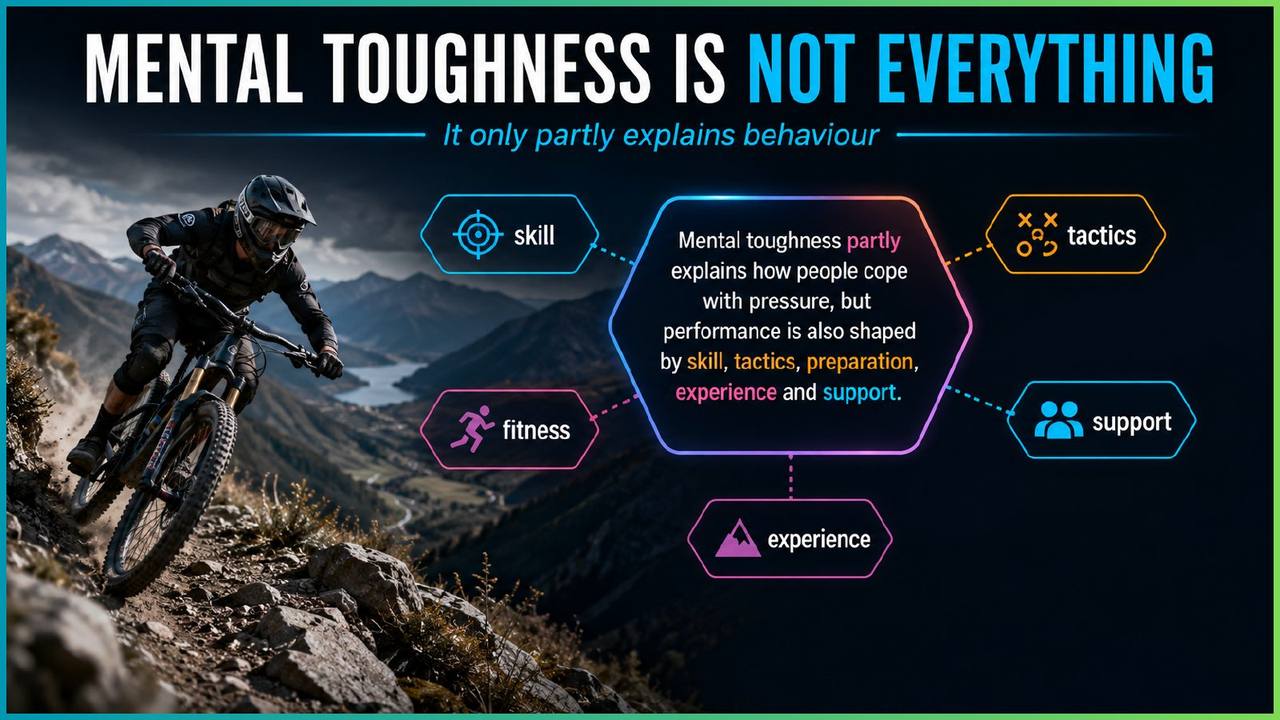 MENTAL TOUGHNESS IS NOT EVERYTHING
It only partly explains behaviour
skill
Mental toughness partly
explains how people cope
with pressure, but
performance is also shaped
by skill, tactics, preparation,
experience and support.
tactics
fitness
support
experience